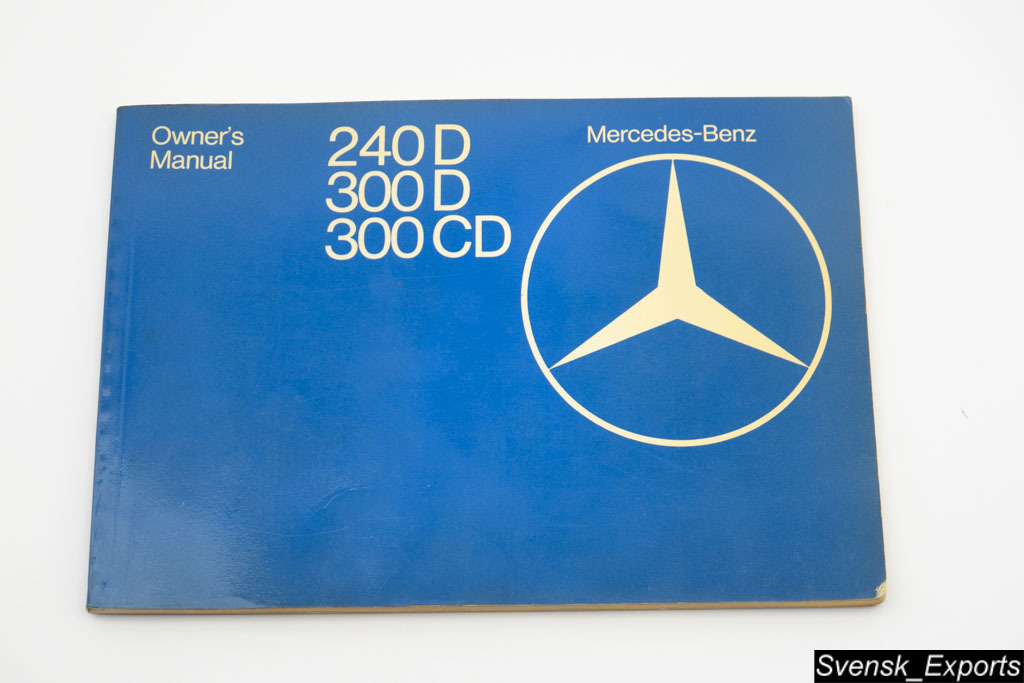 Owner's
Manual
240 D
300 D
300 CD
Mercedes-Benz
Svensk_Exports